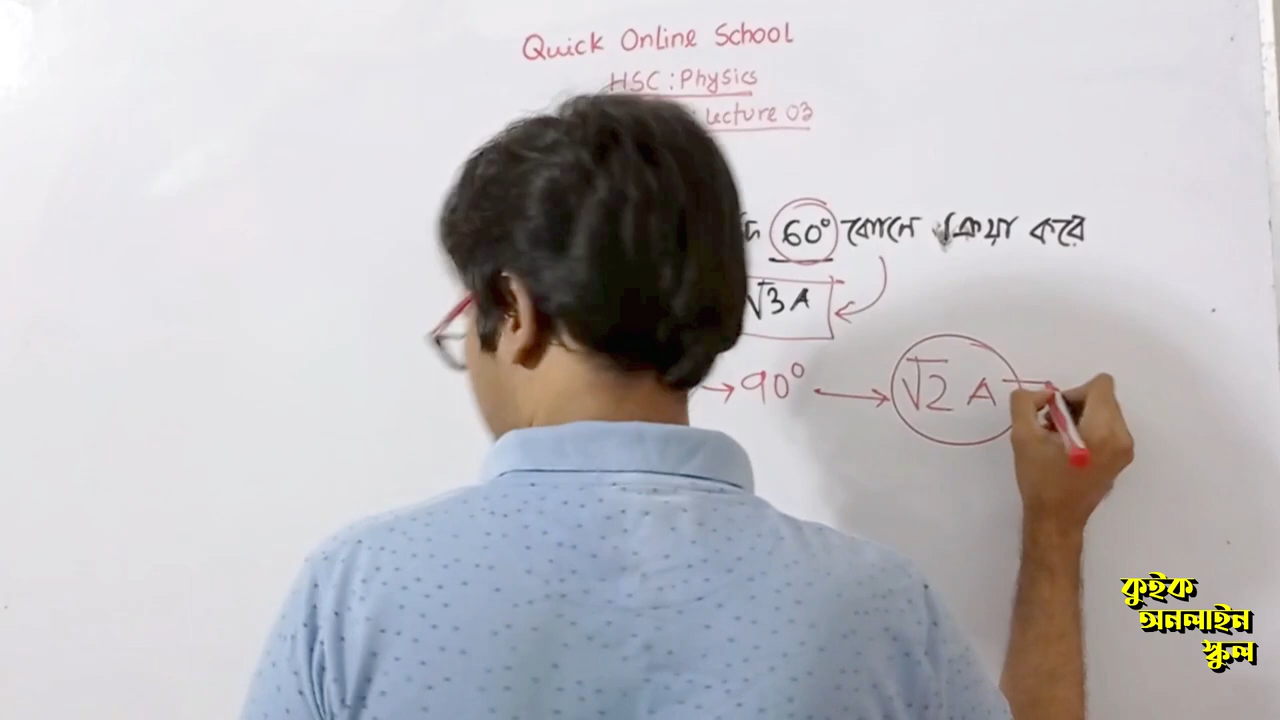 Quick Online School
HSC : Physics
Lecture 03
60° কোনে ক্রিয়া করে
√3 A
→ 90° → √2 A
কুইক
অনলাইন
স্কুল